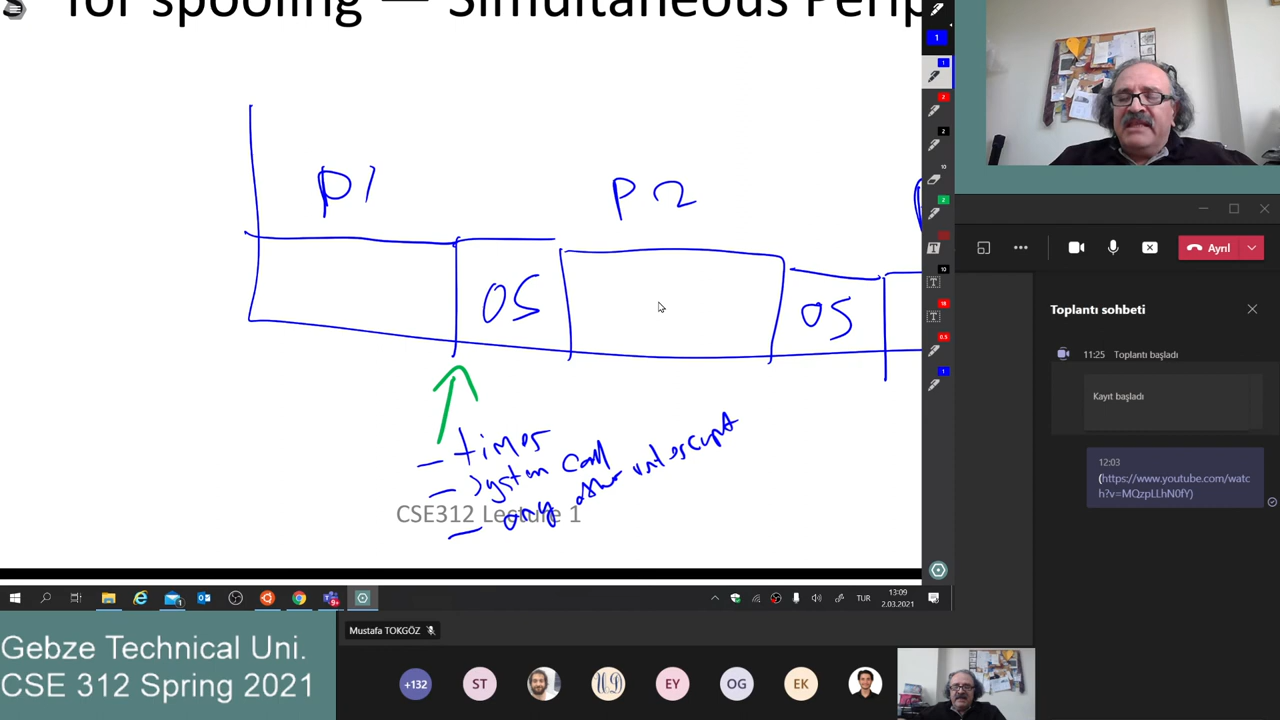 for spooling — Simultaneous Perip
P1
P2
OS
OS
– timer
– System call
– any other interrupt
CSE312 Lecture 1
Ayrıl
Toplantı sohbeti
11:25 Toplantı başladı
Kayıt başladı
12:03
(https://www.youtube.com/watc
h?v=MQzpLLhN0fY)
TUR
13:09
2.03.2021
Mustafa TOKGÖZ
Gebze Technical Uni.
CSE 312 Spring 2021
+132
ST
EY
OG
EK